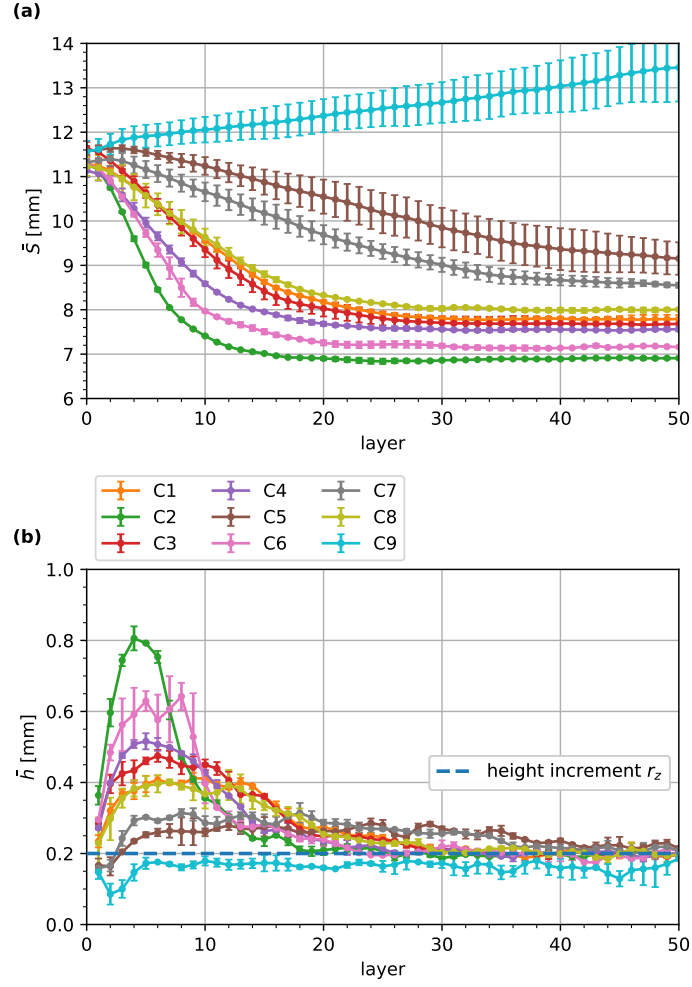 (a)
14
13
12
11
10
9
8
7
6
S̄ [mm]
0 10 20 30 40 50
layer
C1 C4 C7
C2 C5 C8
C3 C6 C9
(b)
1.0
0.8
0.6
0.4
0.2
0.0
h̄ [mm]
height increment r_z
0 10 20 30 40 50
layer